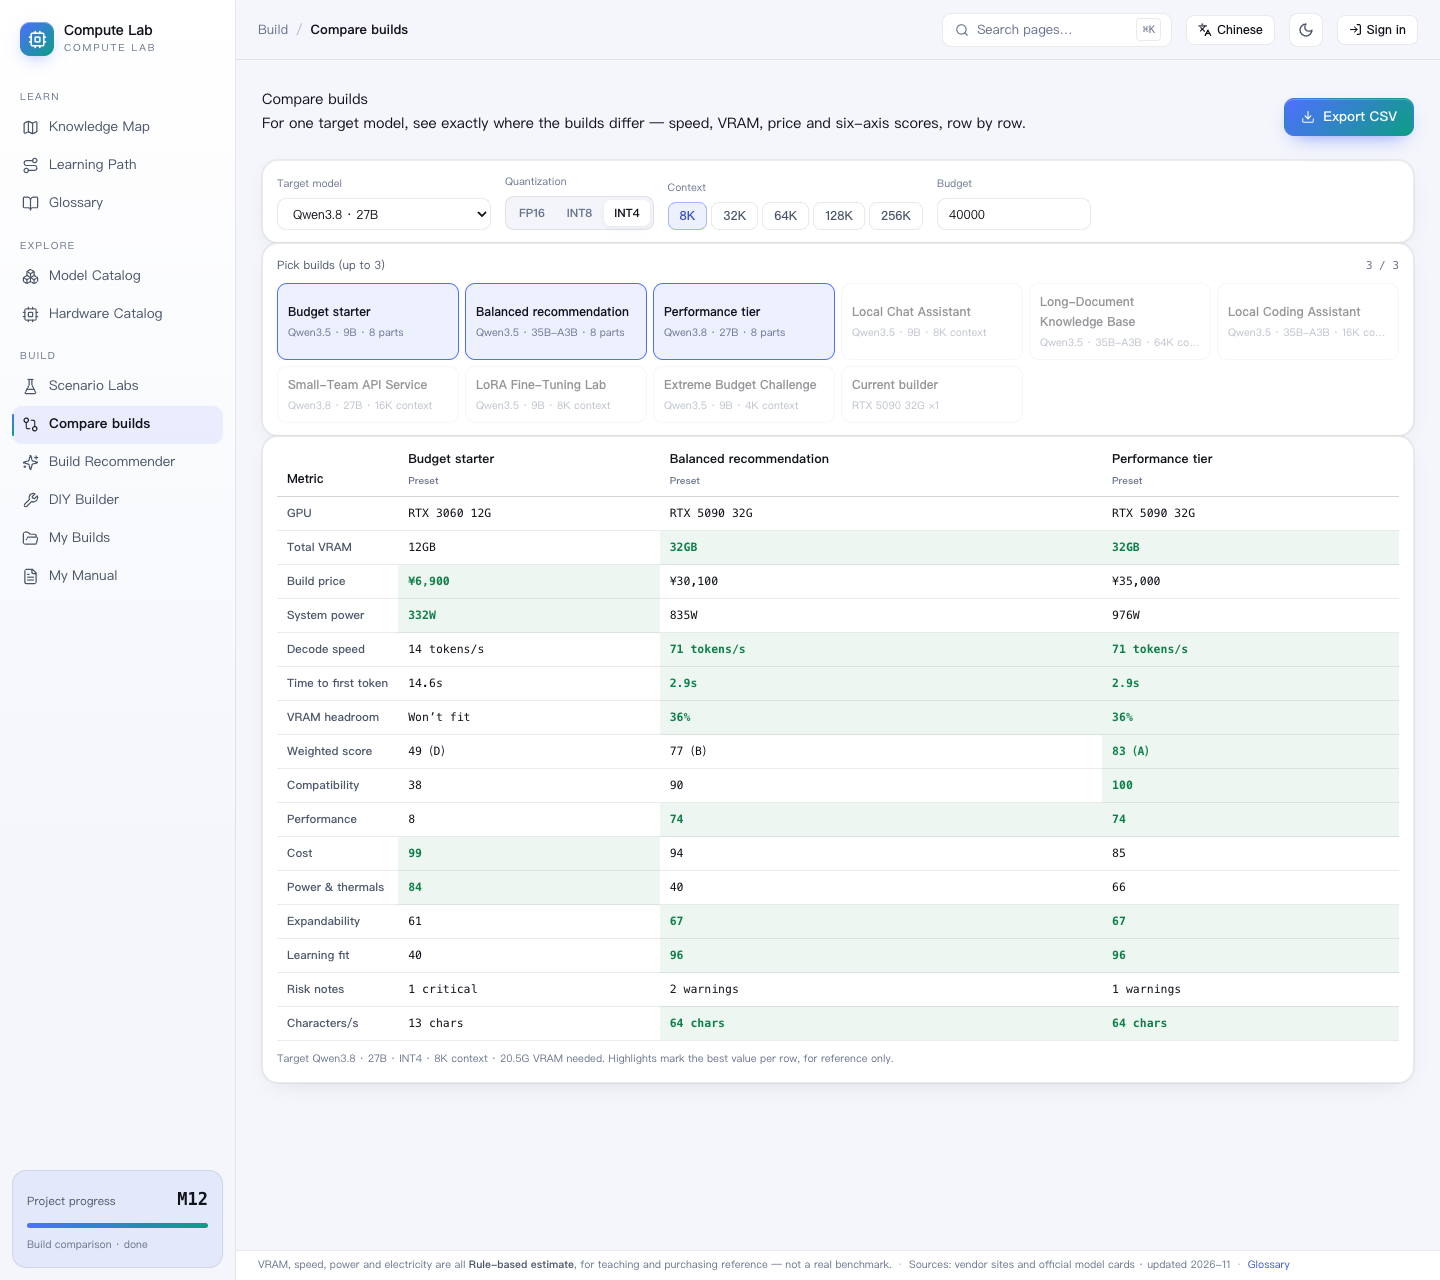 Compute Lab
COMPUTE LAB
LEARN
Knowledge Map
Learning Path
Glossary
EXPLORE
Model Catalog
Hardware Catalog
BUILD
Scenario Labs
Compare builds
Build Recommender
DIY Builder
My Builds
My Manual
Project progress M12
Build comparison · done
Build / Compare builds
Search pages... ⌘K
Chinese
Sign in
Compare builds
For one target model, see exactly where the builds differ — speed, VRAM, price and six-axis scores, row by row.
Export CSV
Target model
Qwen3.8 · 27B
Quantization
FP16 INT8 INT4
Context
8K 32K 64K 128K 256K
Budget
40000
Pick builds (up to 3) 3 / 3
Budget starter
Qwen3.5 · 9B · 8 parts
Balanced recommendation
Qwen3.5 · 35B-A3B · 8 parts
Performance tier
Qwen3.8 · 27B · 8 parts
Local Chat Assistant
Qwen3.5 · 9B · 8K context
Long-Document
Knowledge Base
Qwen3.5 · 35B-A3B · 64K co...
Local Coding Assistant
Qwen3.5 · 35B-A3B · 16K co...
Small-Team API Service
Qwen3.8 · 27B · 16K context
LoRA Fine-Tuning Lab
Qwen3.5 · 9B · 8K context
Extreme Budget Challenge
Qwen3.5 · 9B · 4K context
Current builder
RTX 5090 32G ×1
Metric Budget starter Balanced recommendation Performance tier
Preset Preset Preset
GPU RTX 3060 12G RTX 5090 32G RTX 5090 32G
Total VRAM 12GB 32GB 32GB
Build price ¥6,900 ¥30,100 ¥35,000
System power 332W 835W 976W
Decode speed 14 tokens/s 71 tokens/s 71 tokens/s
Time to first token 14.6s 2.9s 2.9s
VRAM headroom Won't fit 36% 36%
Weighted score 49 (D) 77 (B) 83 (A)
Compatibility 38 90 100
Performance 8 74 74
Cost 99 94 85
Power & thermals 84 40 66
Expandability 61 67 67
Learning fit 40 96 96
Risk notes 1 critical 2 warnings 1 warnings
Characters/s 13 chars 64 chars 64 chars
Target Qwen3.8 · 27B · INT4 · 8K context · 20.5G VRAM needed. Highlights mark the best value per row, for reference only.
VRAM, speed, power and electricity are all Rule-based estimate, for teaching and purchasing reference — not a real benchmark. · Sources: vendor sites and official model cards · updated 2026-11 · Glossary